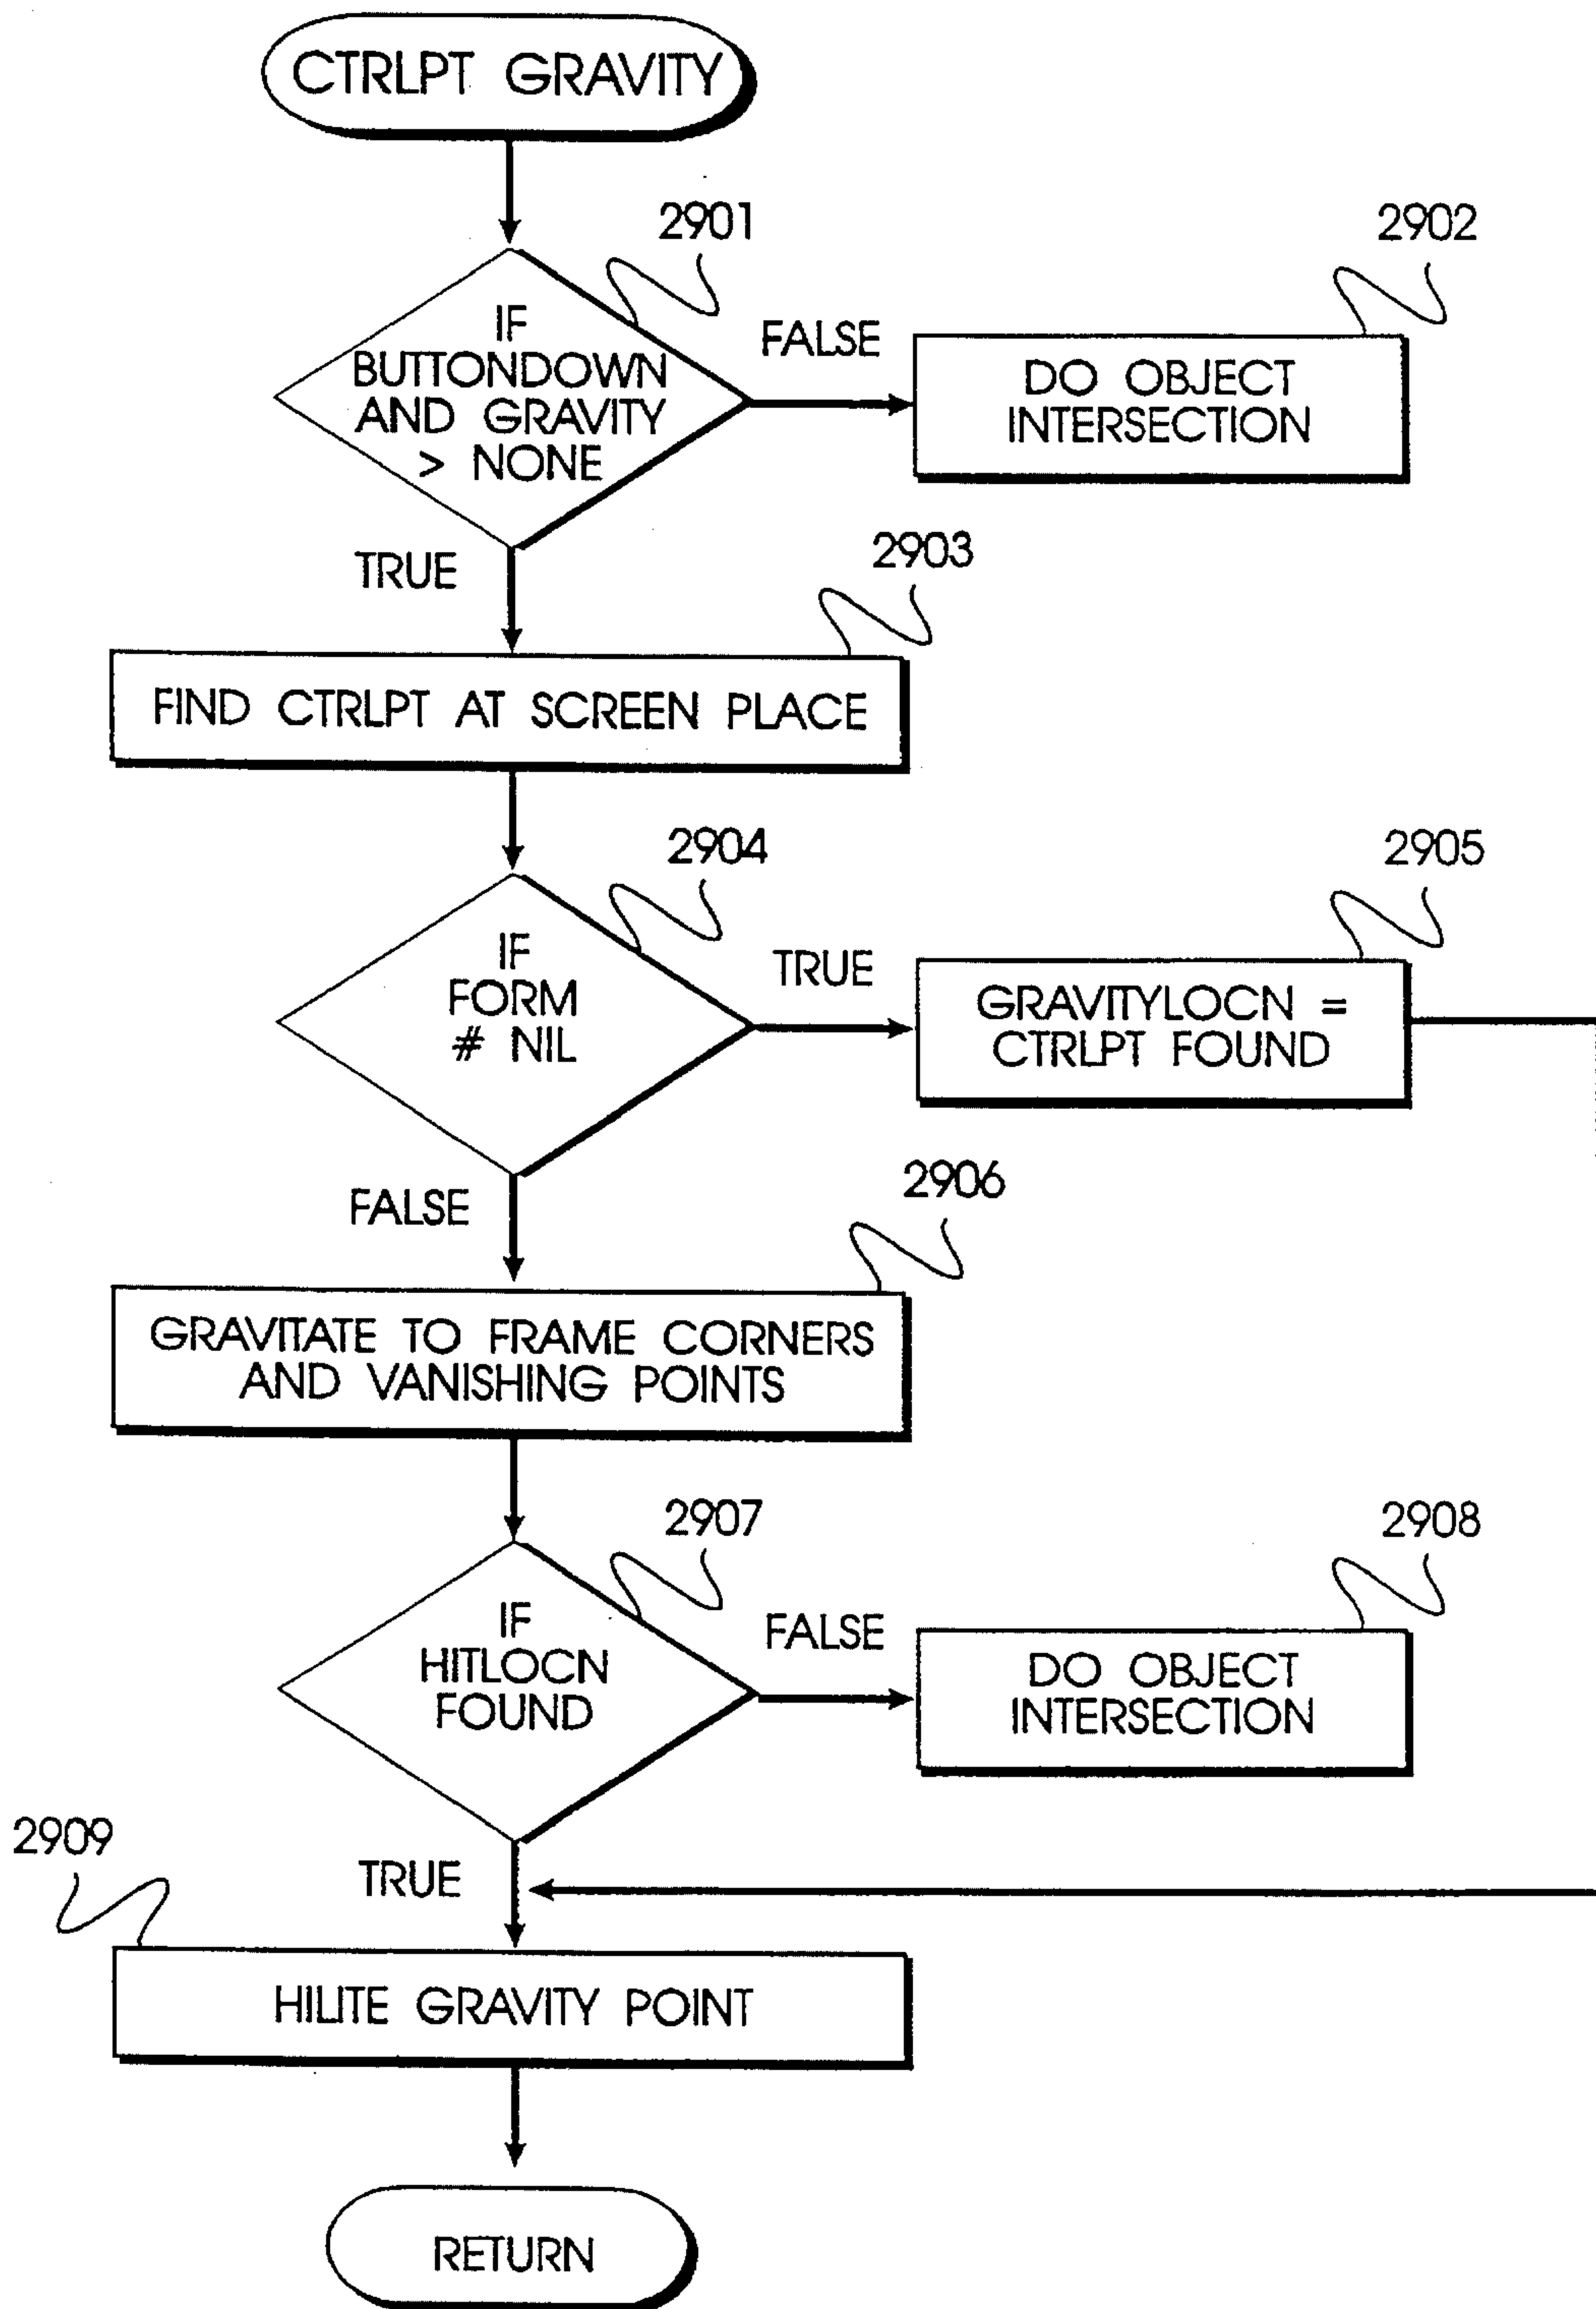 CTRLPT GRAVITY
2901
2902
IF
BUTTONDOWN
AND GRAVITY
> NONE
FALSE
DO OBJECT
INTERSECTION
TRUE
2903
FIND CTRLPT AT SCREEN PLACE
2904
2905
IF
FORM
# NIL
TRUE
GRAVITYLOCN =
CTRLPT FOUND
FALSE
2906
GRAVITATE TO FRAME CORNERS
AND VANISHING POINTS
2907
2908
IF
HITLOCN
FOUND
FALSE
DO OBJECT
INTERSECTION
2909
TRUE
HILITE GRAVITY POINT
RETURN